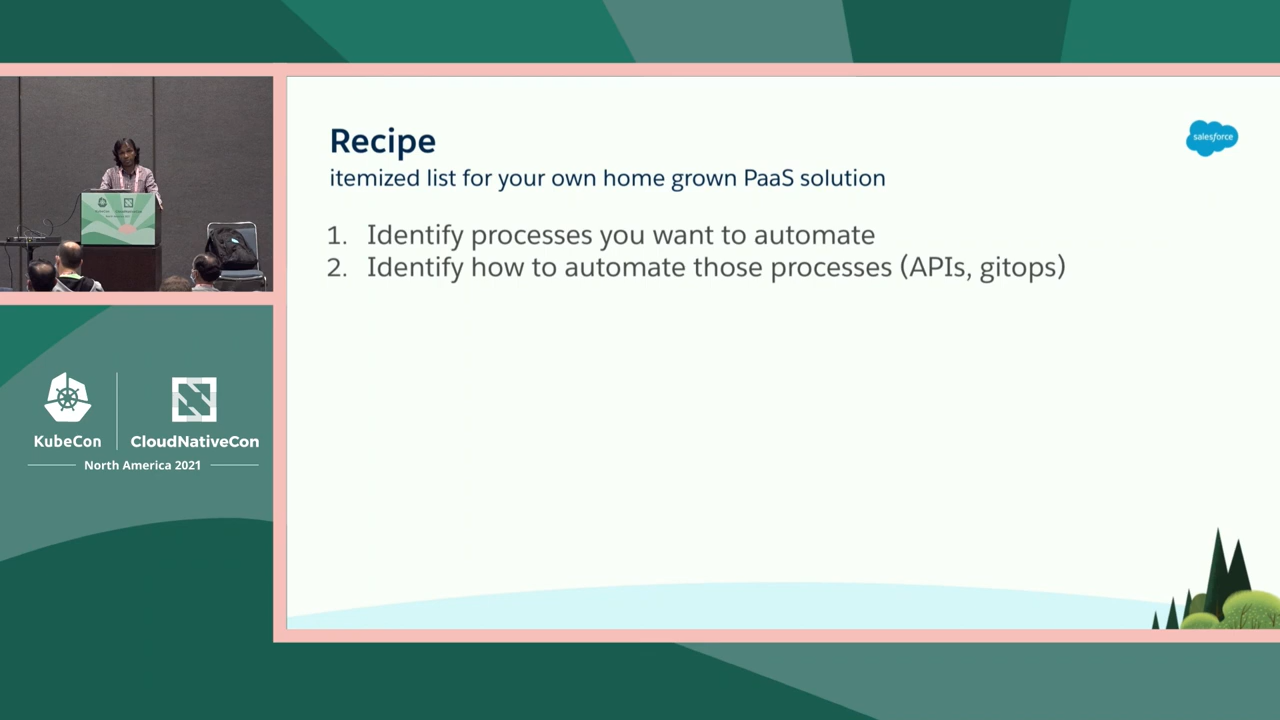 Recipe
salesforce
itemized list for your own home grown PaaS solution
1. Identify processes you want to automate
2. Identify how to automate those processes (APIs, gitops)
KubeCon
CloudNativeCon
North America 2021